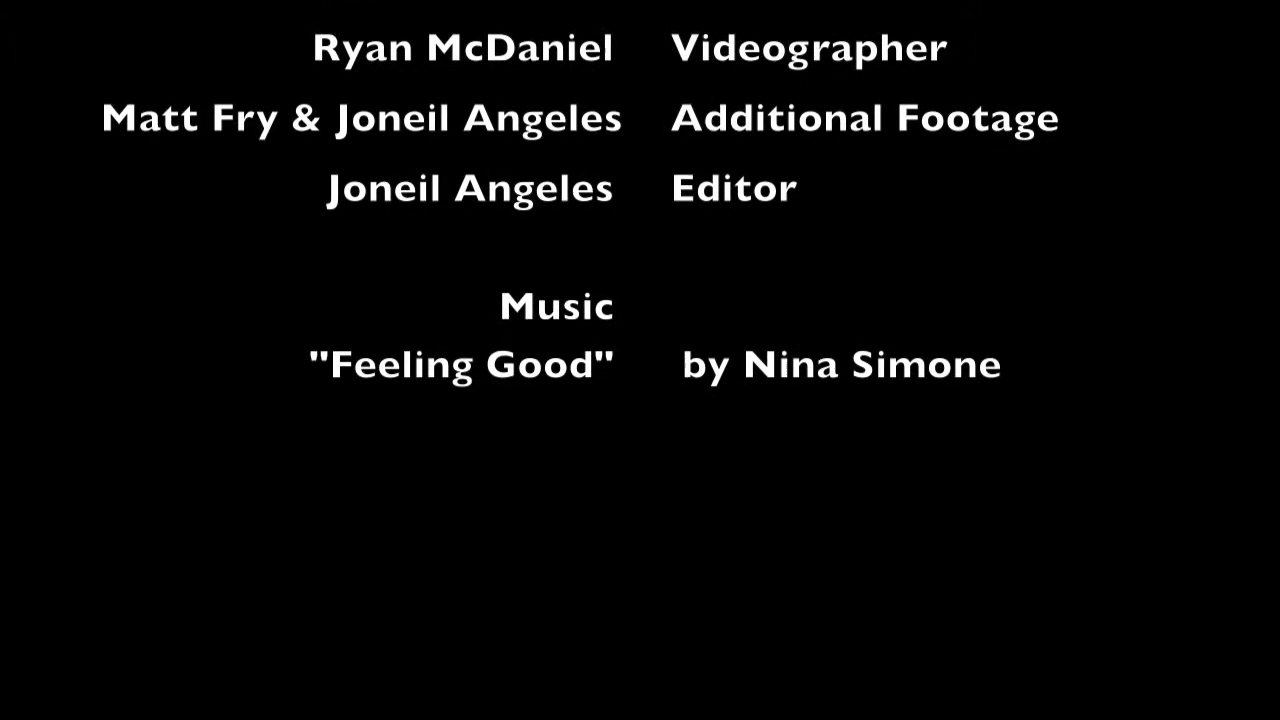 Ryan McDaniel Videographer
Matt Fry & Joneil Angeles Additional Footage
Joneil Angeles Editor
Music
"Feeling Good" by Nina Simone